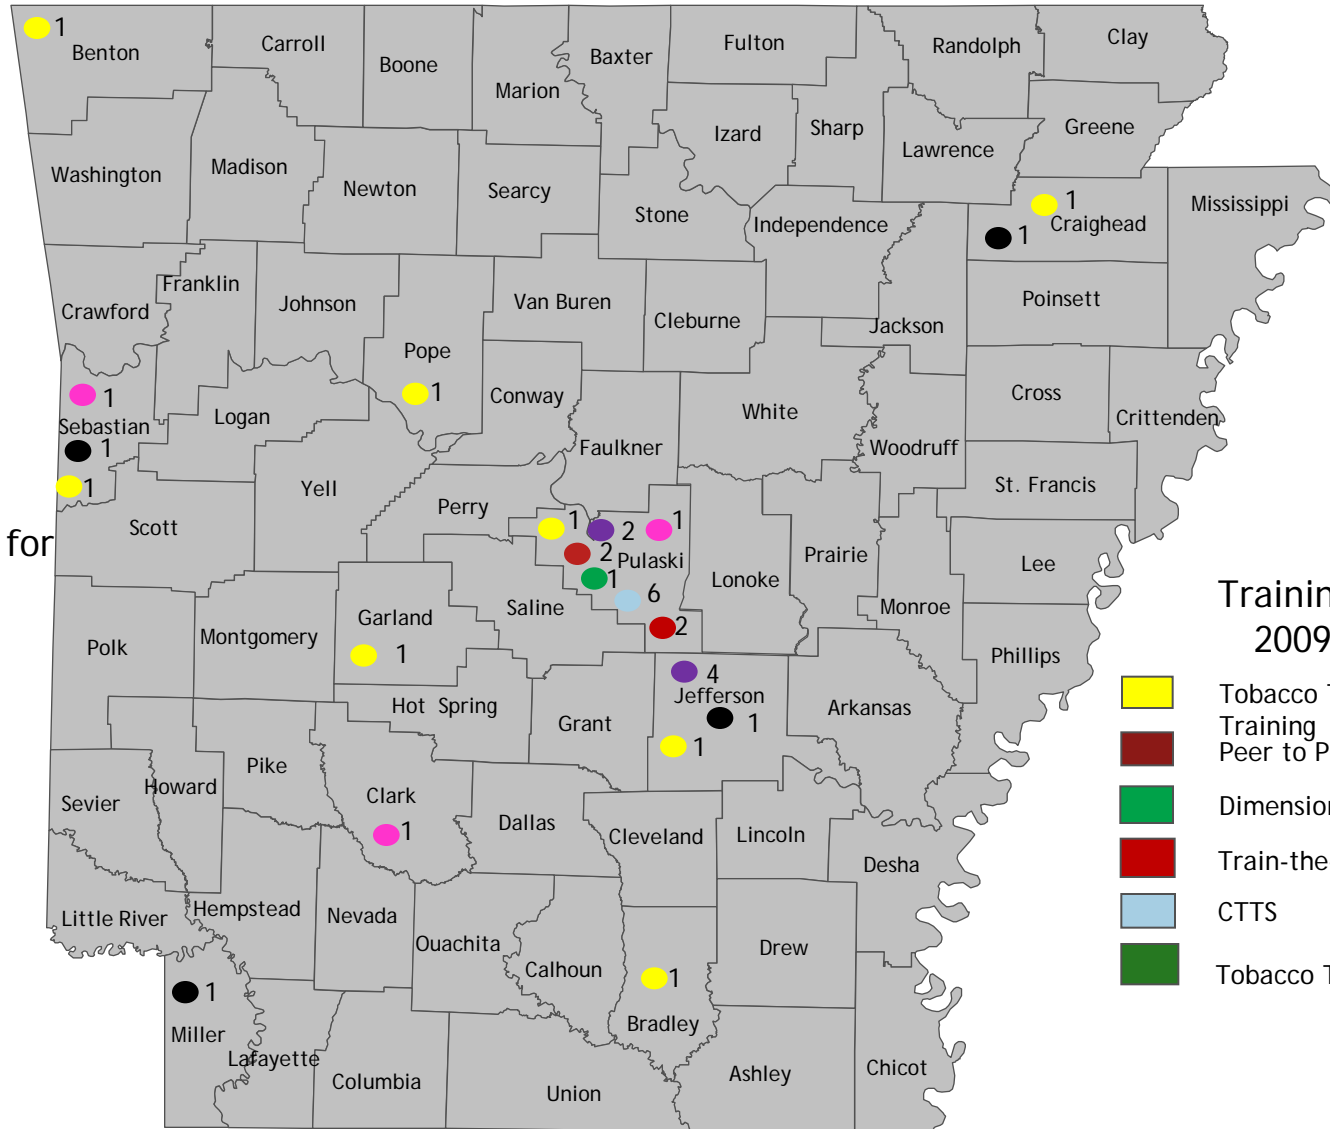 1
Benton
Carroll
Boone
Marion
Baxter
Fulton
Randolph
Clay
Washington
Madison
Newton
Searcy
Stone
Izard
Sharp
Lawrence
Greene
Independence
1
Craighead
1
Mississippi
Crawford
Franklin
Johnson
Pope
1
Van Buren
Cleburne
Jackson
Poinsett
1
Sebastian
1
1
Logan
Conway
Faulkner
White
Woodruff
Cross
Crittenden
Scott
Yell
Perry
1
2
1
2
Pulaski
1
6
2
Lonoke
Prairie
St. Francis
Lee
Monroe
Phillips
for
Polk
Montgomery
Garland
1
Saline
Hot Spring
Grant
4
Jefferson
1
1
Arkansas
Sevier
Howard
Pike
Clark
1
Dallas
Cleveland
Lincoln
Desha
Little River
Hempstead
Nevada
Ouachita
Calhoun
1
Bradley
Drew
1
Miller
Lafayette
Columbia
Union
Ashley
Chicot
Trainin
2009
Tobacco T
Training
Peer to P
Dimension
Train-the
CTTS
Tobacco T